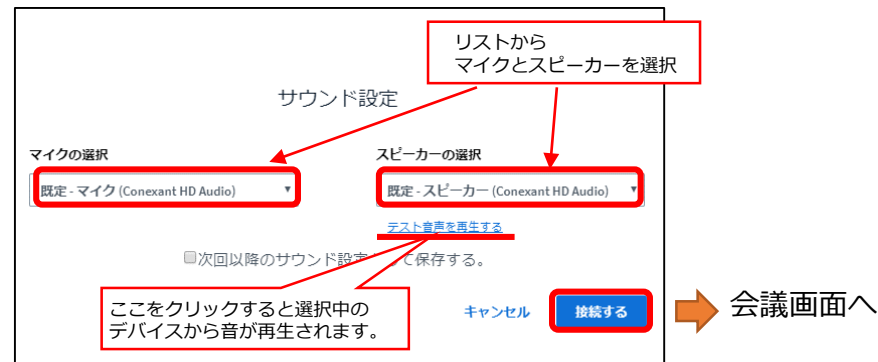 リストから
マイクとスピーカーを選択
サウンド設定
マイクの選択
スピーカーの選択
既定 - マイク (Conexant HD Audio)
既定 - スピーカー (Conexant HD Audio)
テスト音声を再生する
次回以降のサウンド設定 て保存する。
ここをクリックすると選択中の
デバイスから音が再生されます。
キャンセル
接続する
会議画面へ